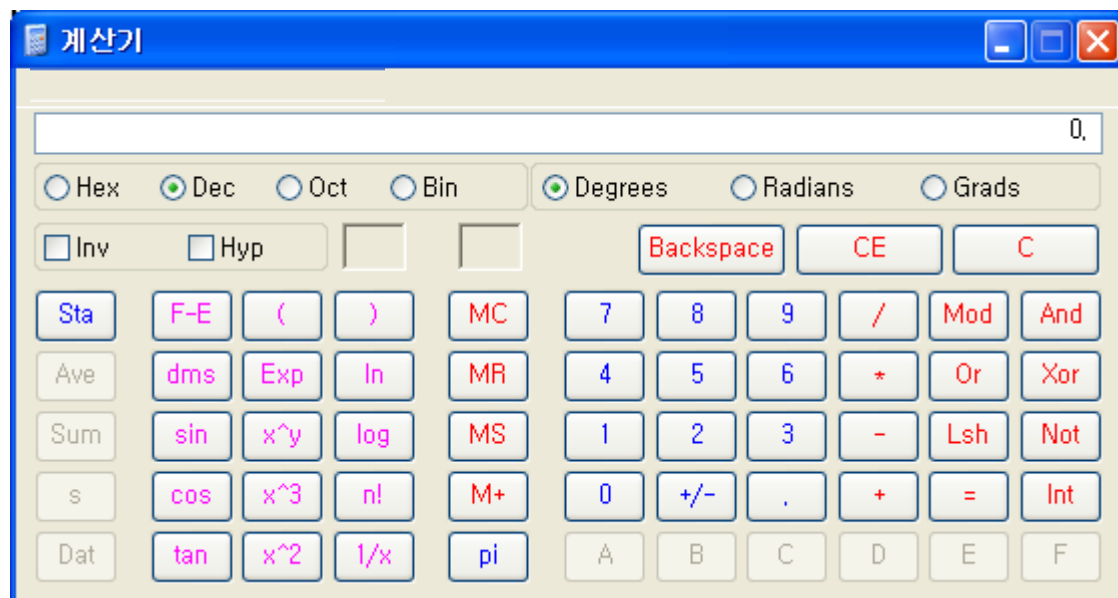 계산기
0,
Hex Dec Oct Bin Degrees Radians Grads
Inv Hyp Backspace CE C
Sta F-E ( ) MC 7 8 9 / Mod And
Ave dms Exp ln MR 4 5 6 * Or Xor
Sum sin x^y log MS 1 2 3 - Lsh Not
s cos x^3 n! M+ 0 +/- , + = Int
Dat tan x^2 1/x pi A B C D E F